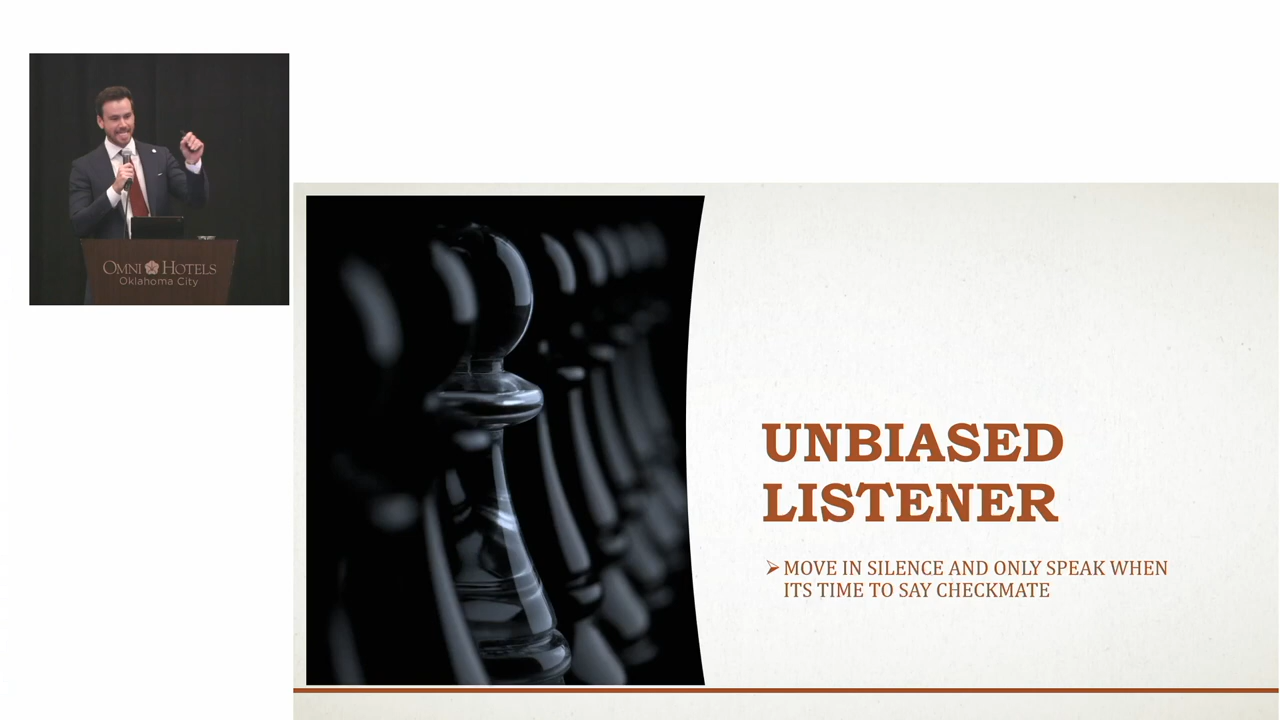 OMNI HOTELS
Oklahoma City
UNBIASED
LISTENER
MOVE IN SILENCE AND ONLY SPEAK WHEN
ITS TIME TO SAY CHECKMATE